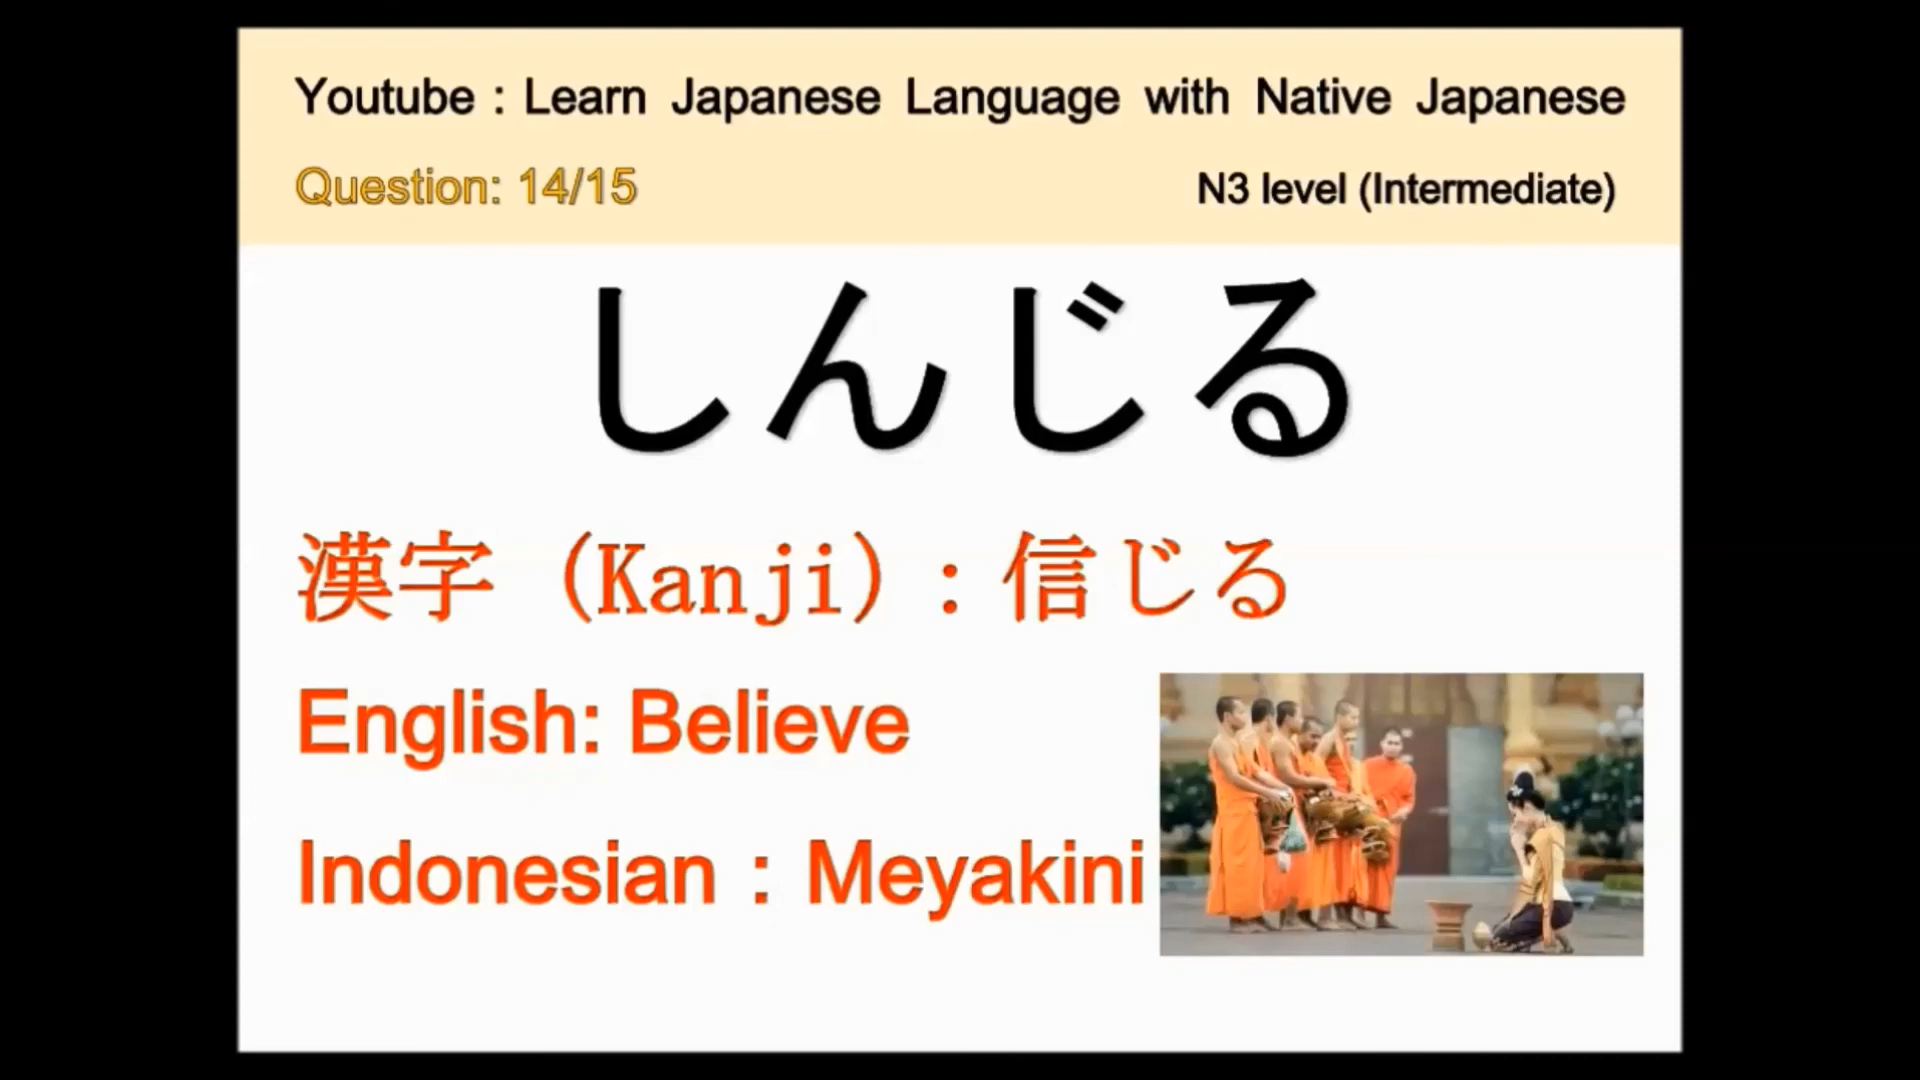 Youtube : Learn Japanese Language with Native Japanese
Question: 14/15
N3 level (Intermediate)
しんじる
漢字 (Kanji) : 信じる
English: Believe
Indonesian : Meyakini